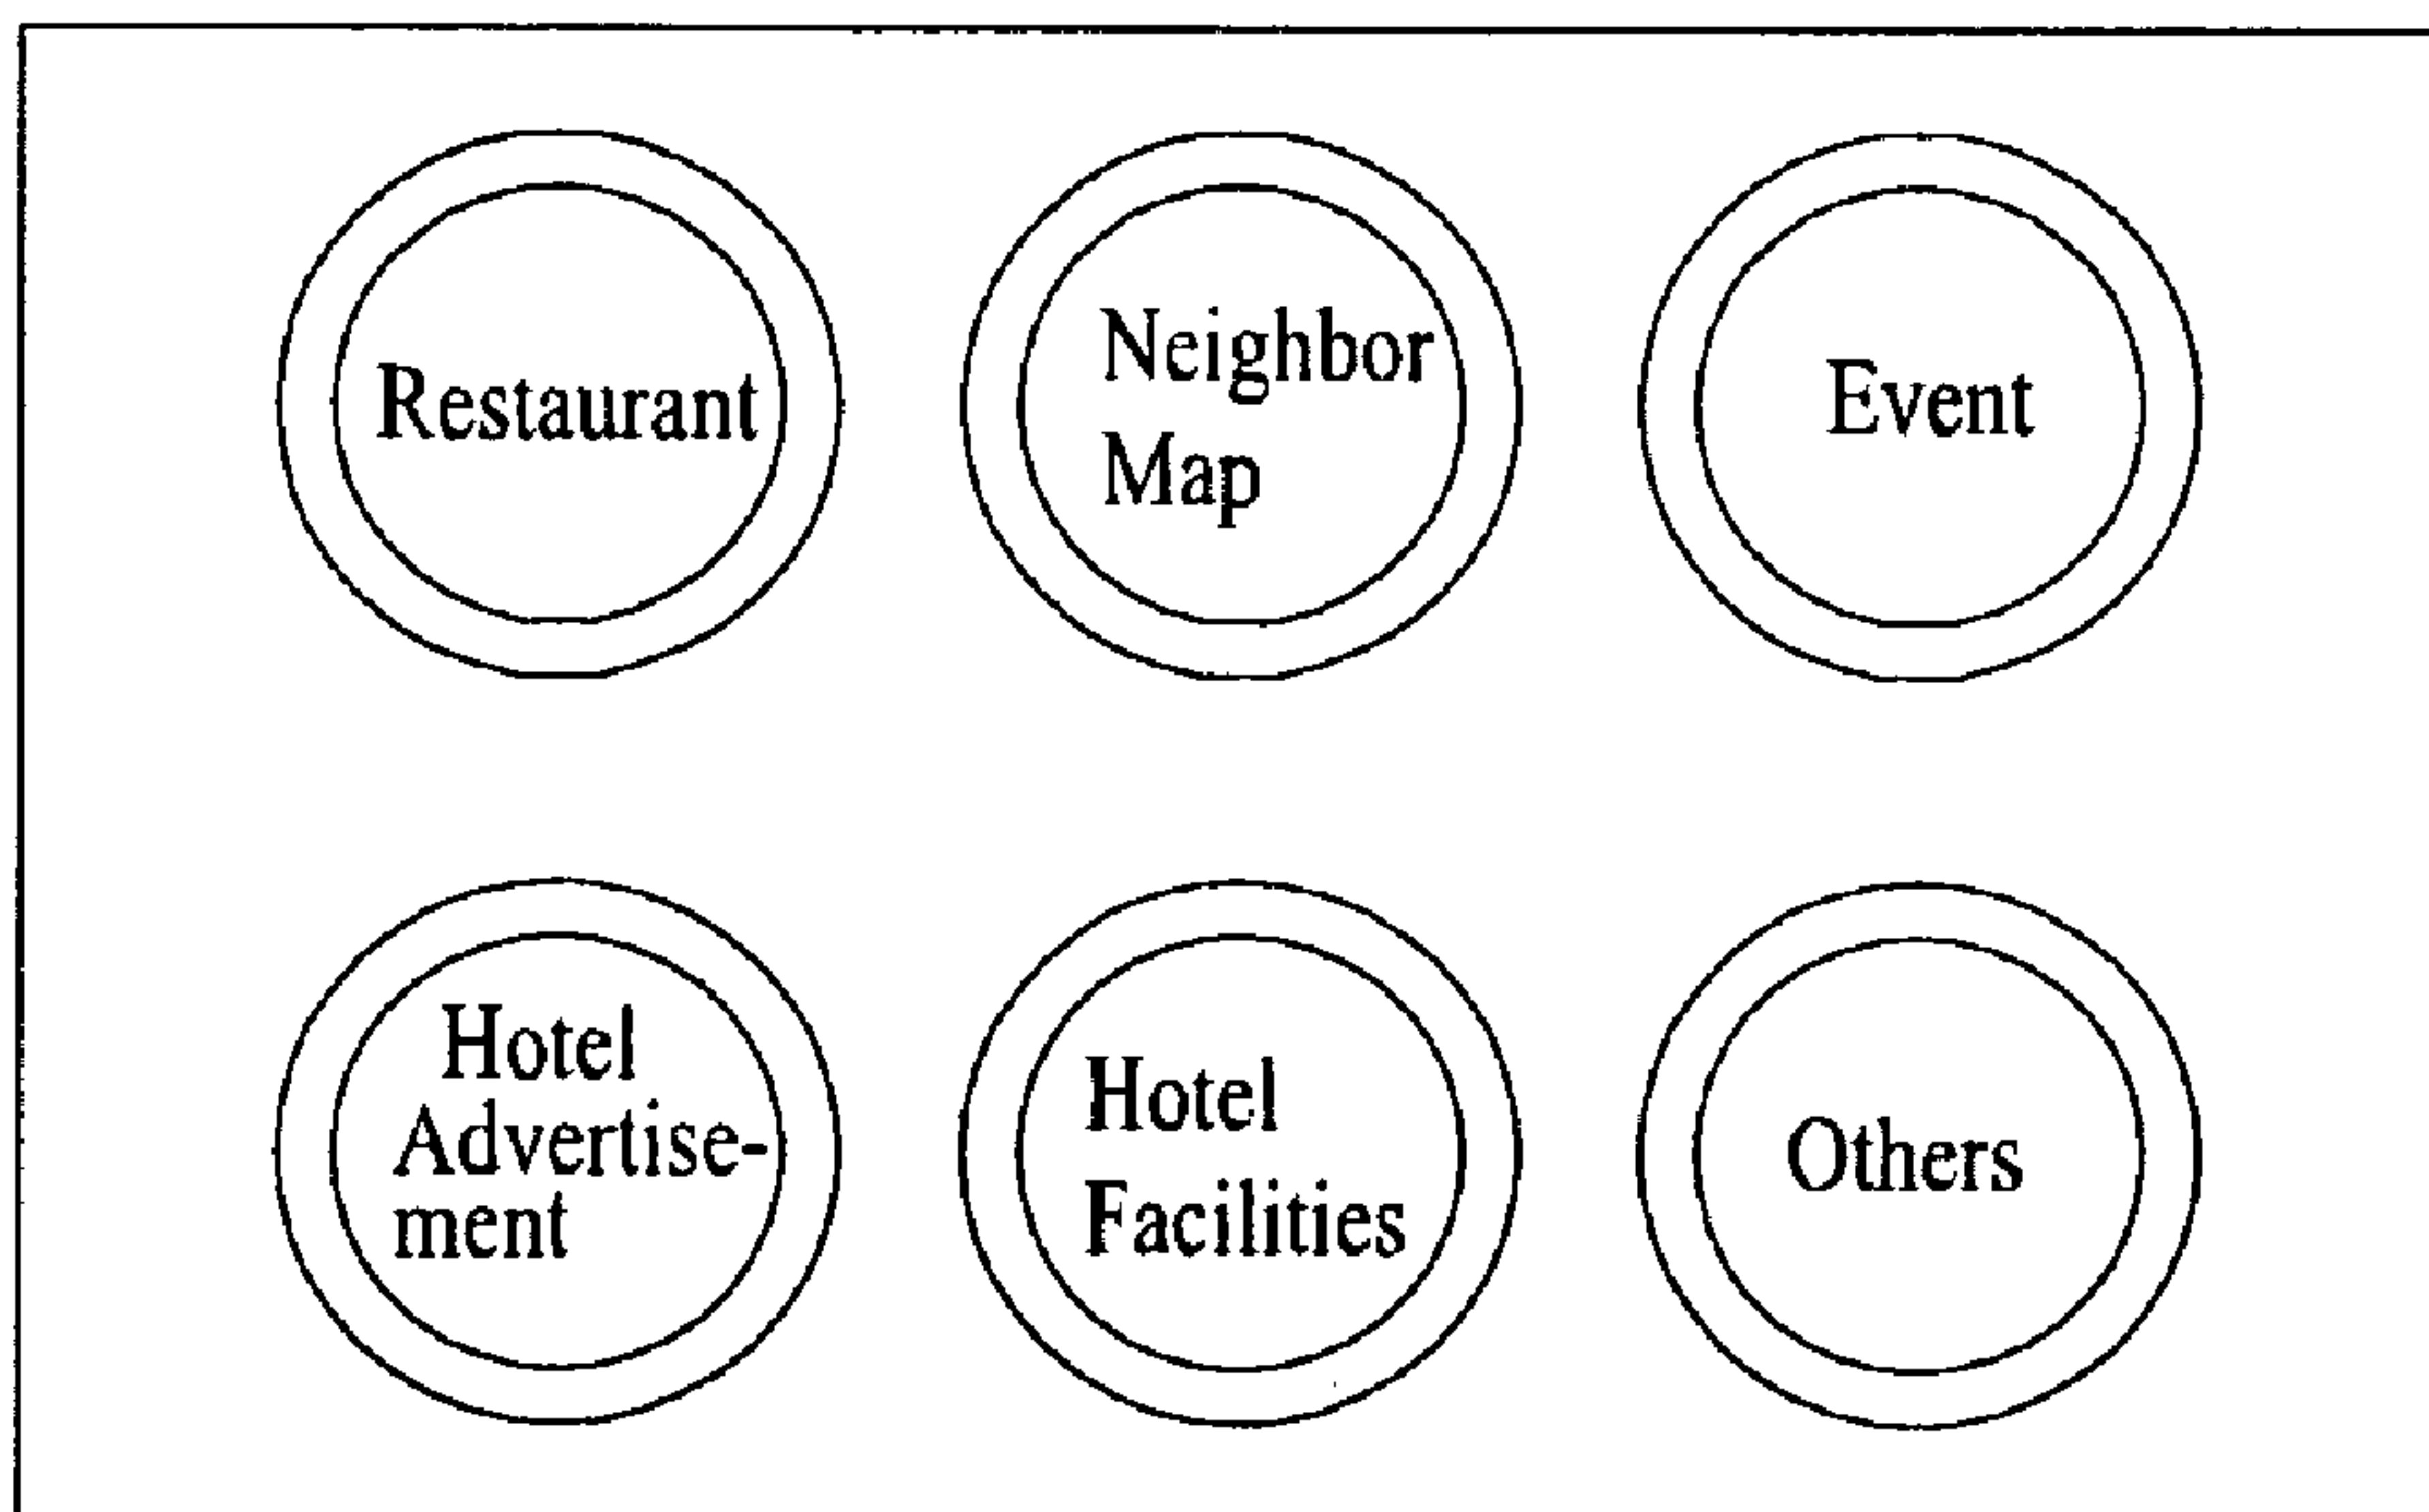 Restaurant
Neighbor
Map
Event
Hotel
Advertise-
ment
Hotel
Facilities
Others